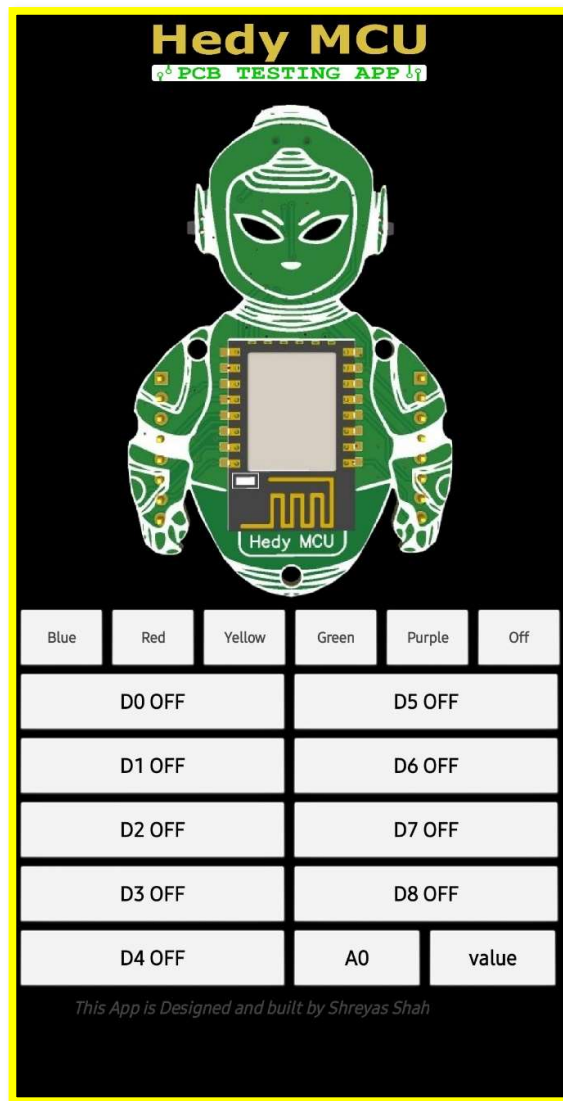 Hedy MCU
PCB TESTING APP
Hedy MCU
Blue Red Yellow Green Purple Off
D0 OFF D5 OFF
D1 OFF D6 OFF
D2 OFF D7 OFF
D3 OFF D8 OFF
D4 OFF A0 value
This App is Designed and built by Shreyas Shah